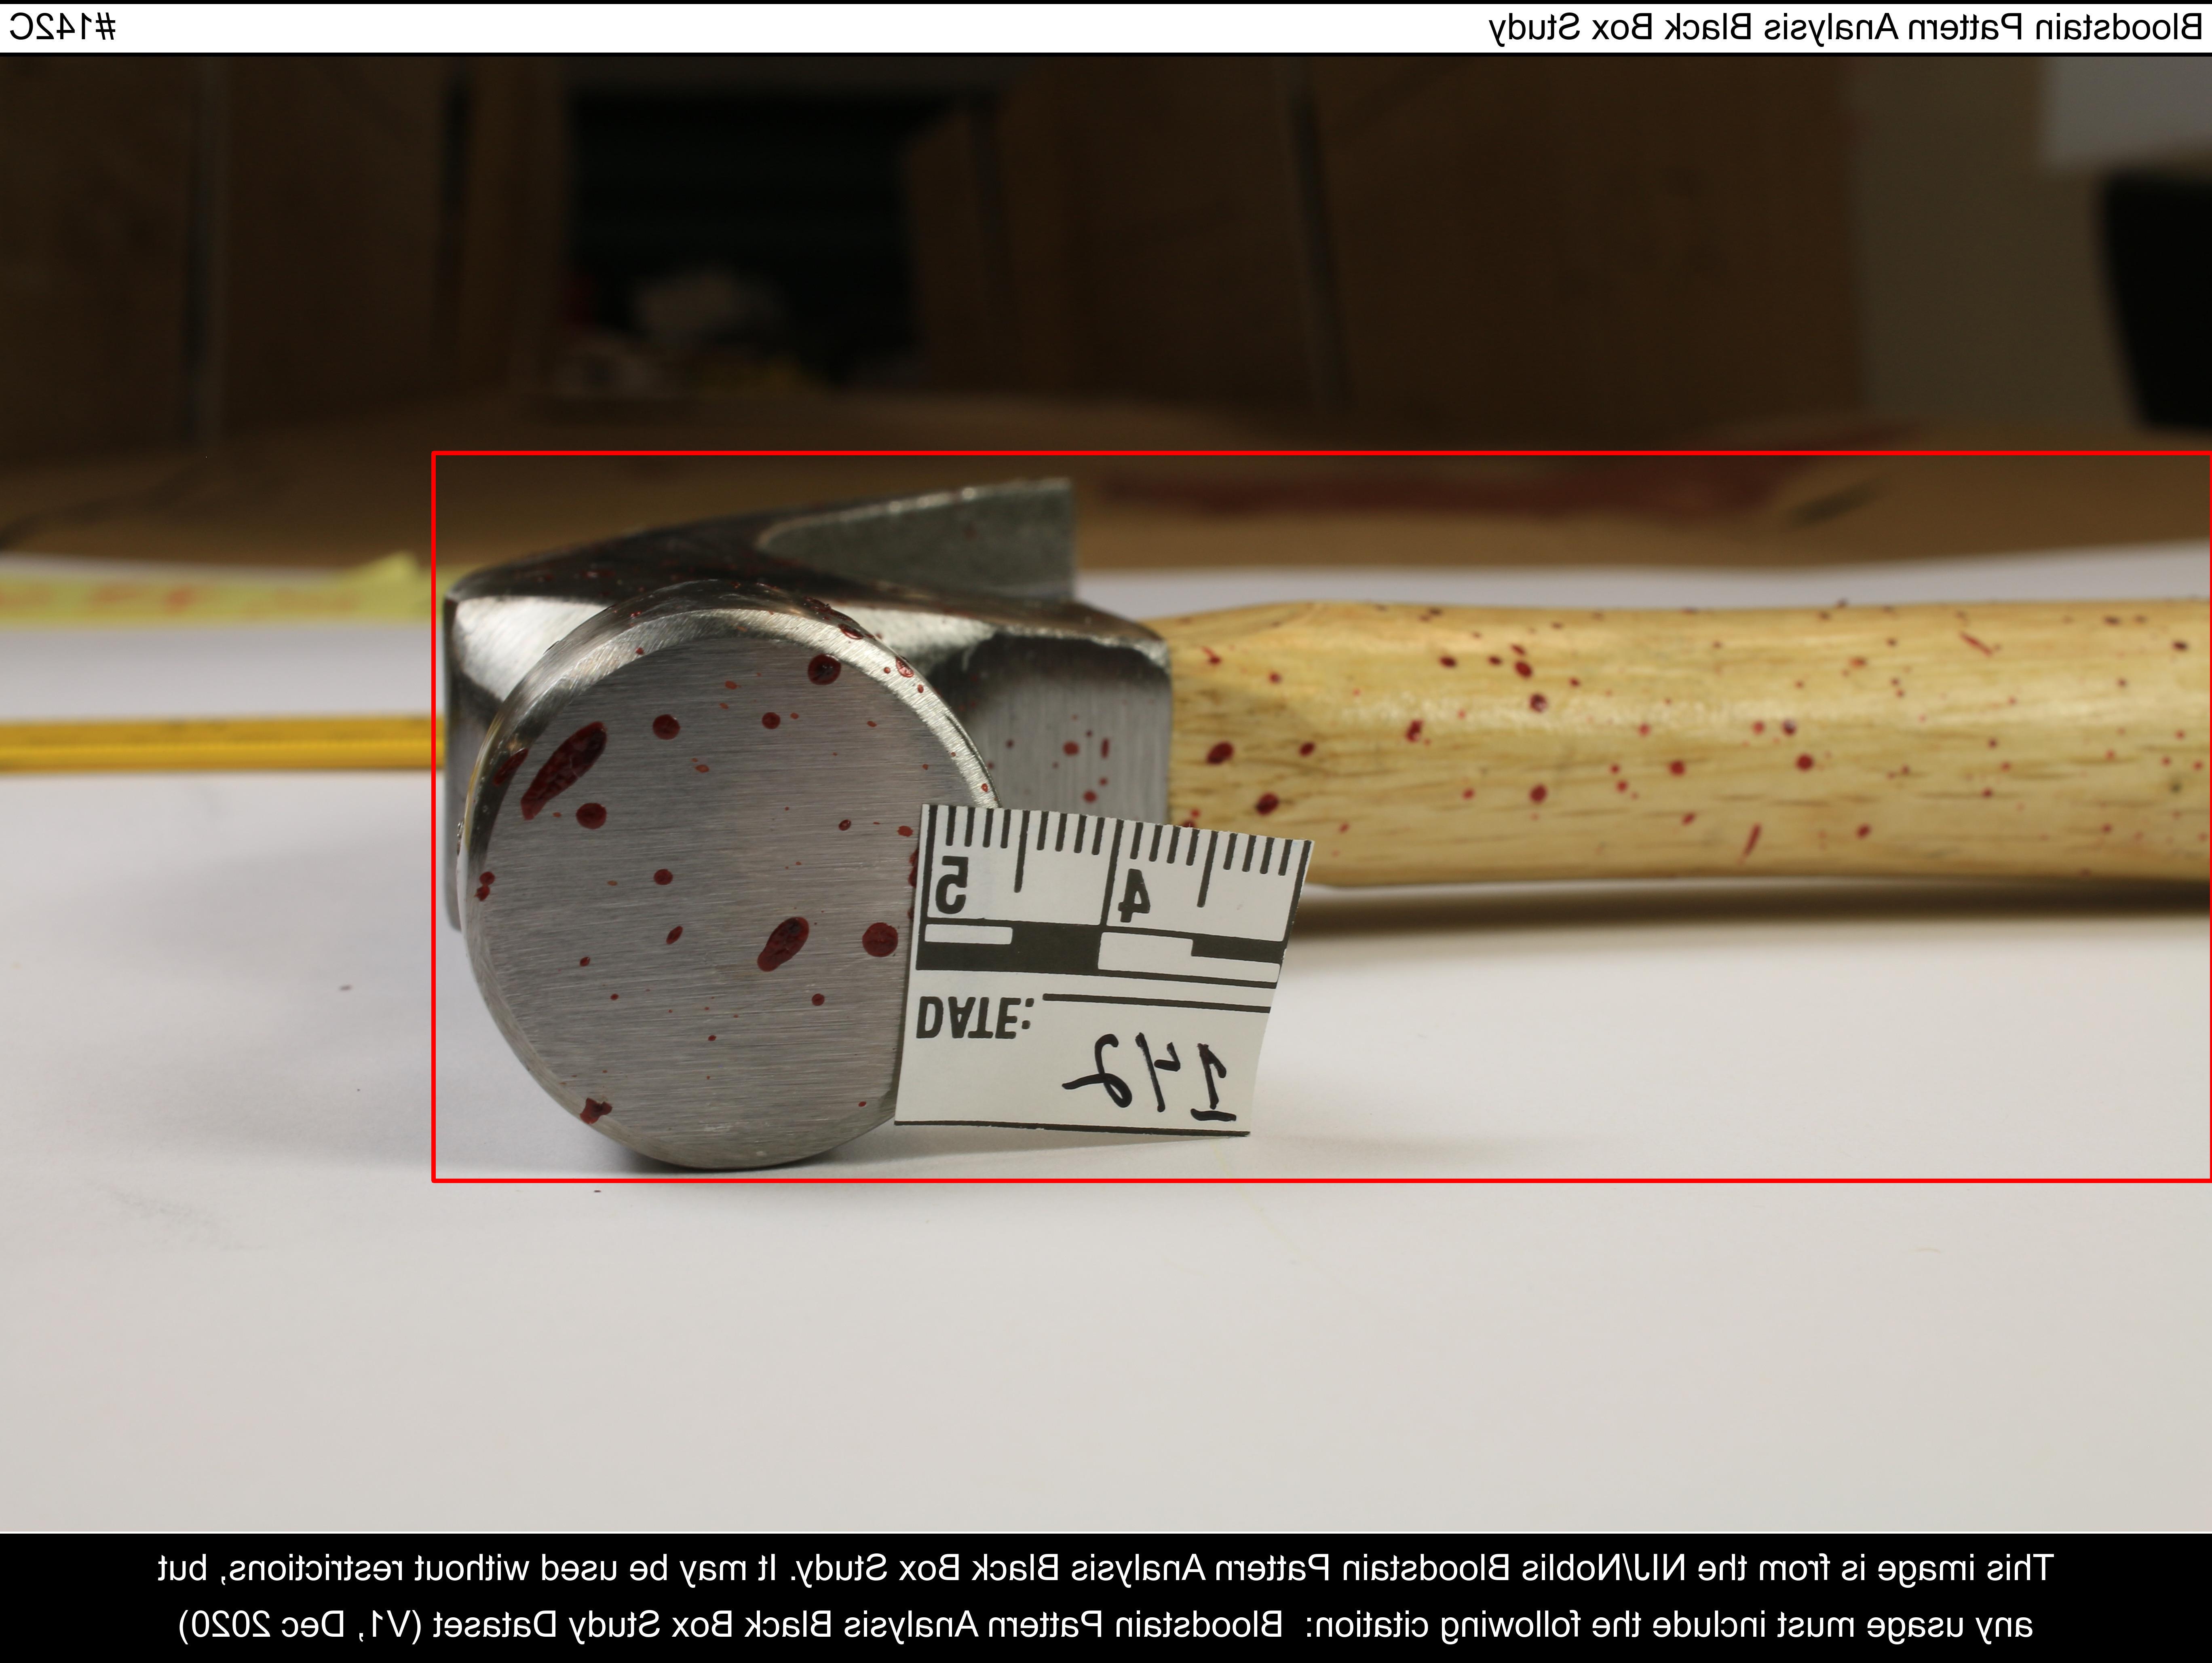 Bloodstain Pattern Analysis Black Box Study #142C
5 4
DATE:
142
This image is from the NIJ/Noblis Bloodstain Pattern Analysis Black Box Study. It may be used without restrictions, but
any usage must include the following citation: Bloodstain Pattern Analysis Black Box Study Dataset (V1, Dec 2020)